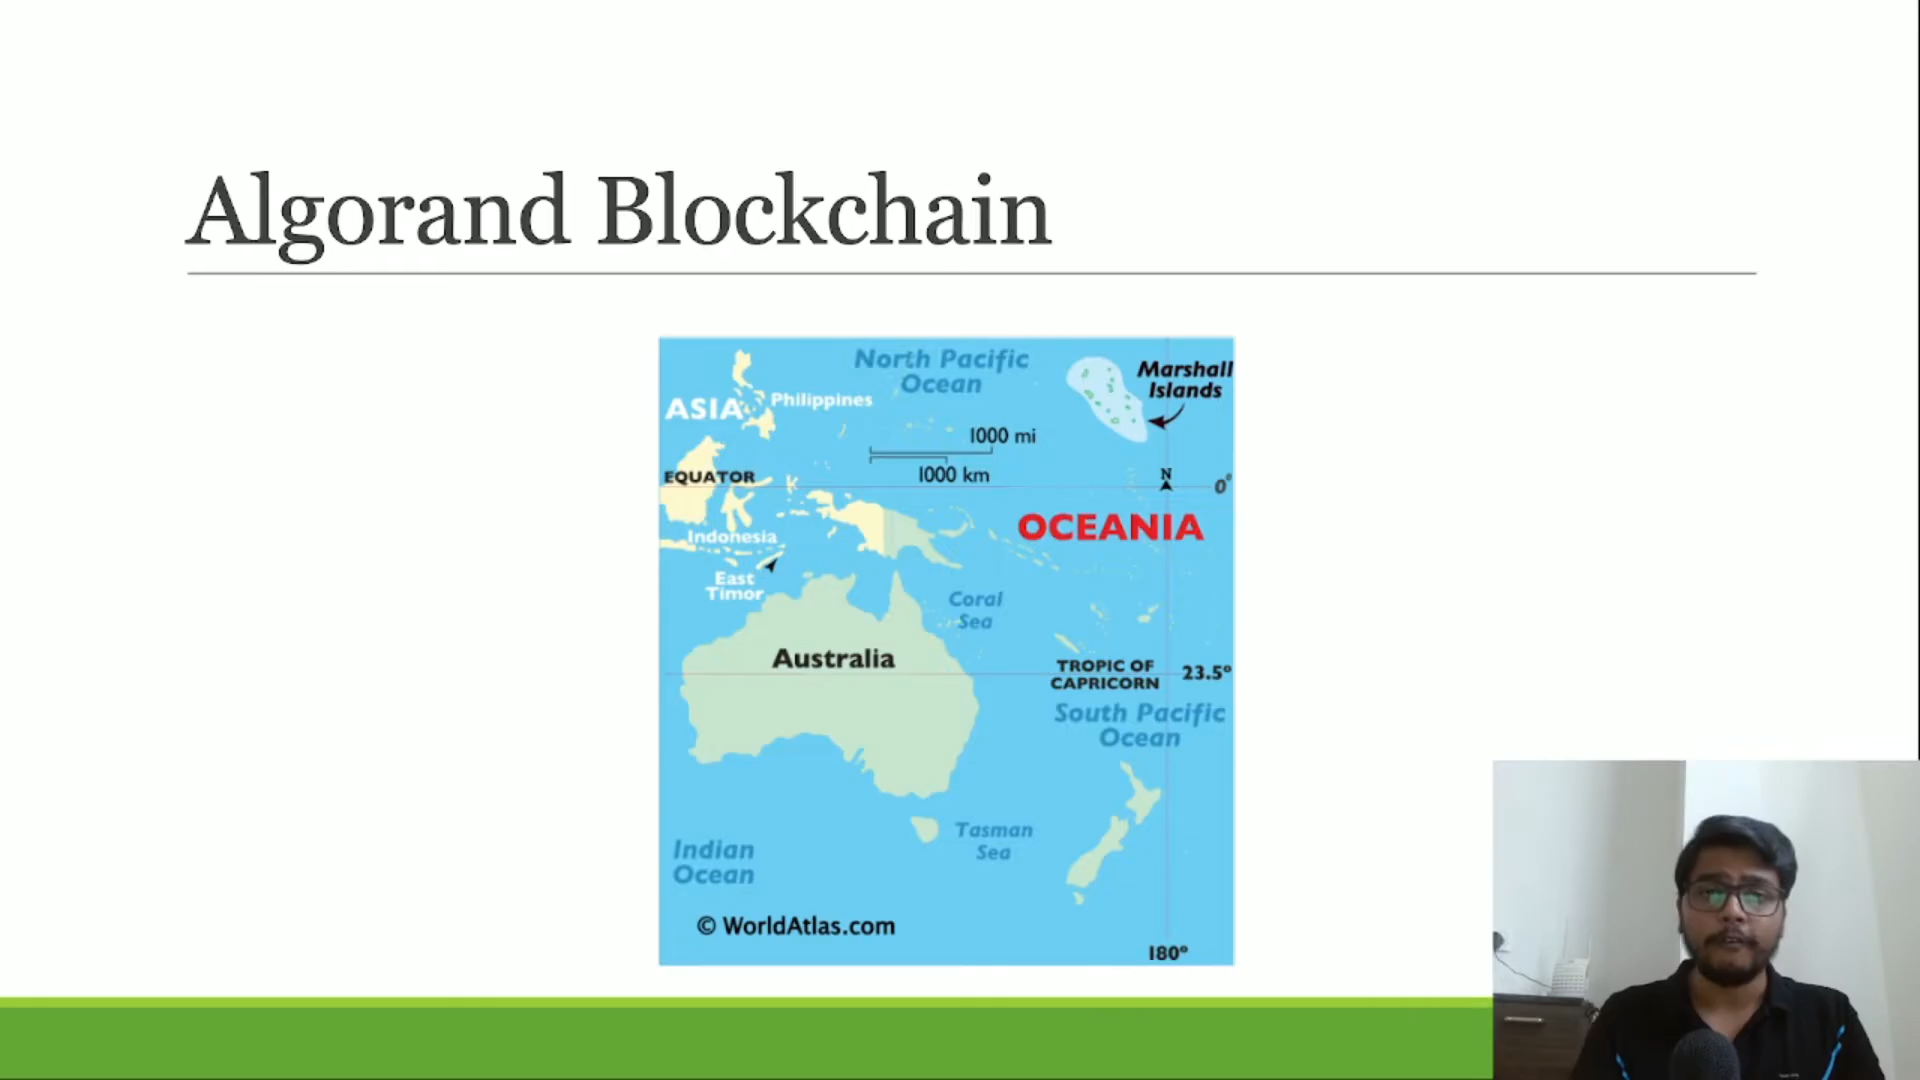 Algorand Blockchain
North Pacific
Ocean
Marshall
Islands
ASIA
Philippines
1000 mi
1000 km
EQUATOR
N
0°
OCEANIA
Indonesia
East
Timor
Coral
Sea
Australia
TROPIC OF
CAPRICORN
23.5°
South Pacific
Ocean
Tasman
Sea
Indian
Ocean
© WorldAtlas.com
180°